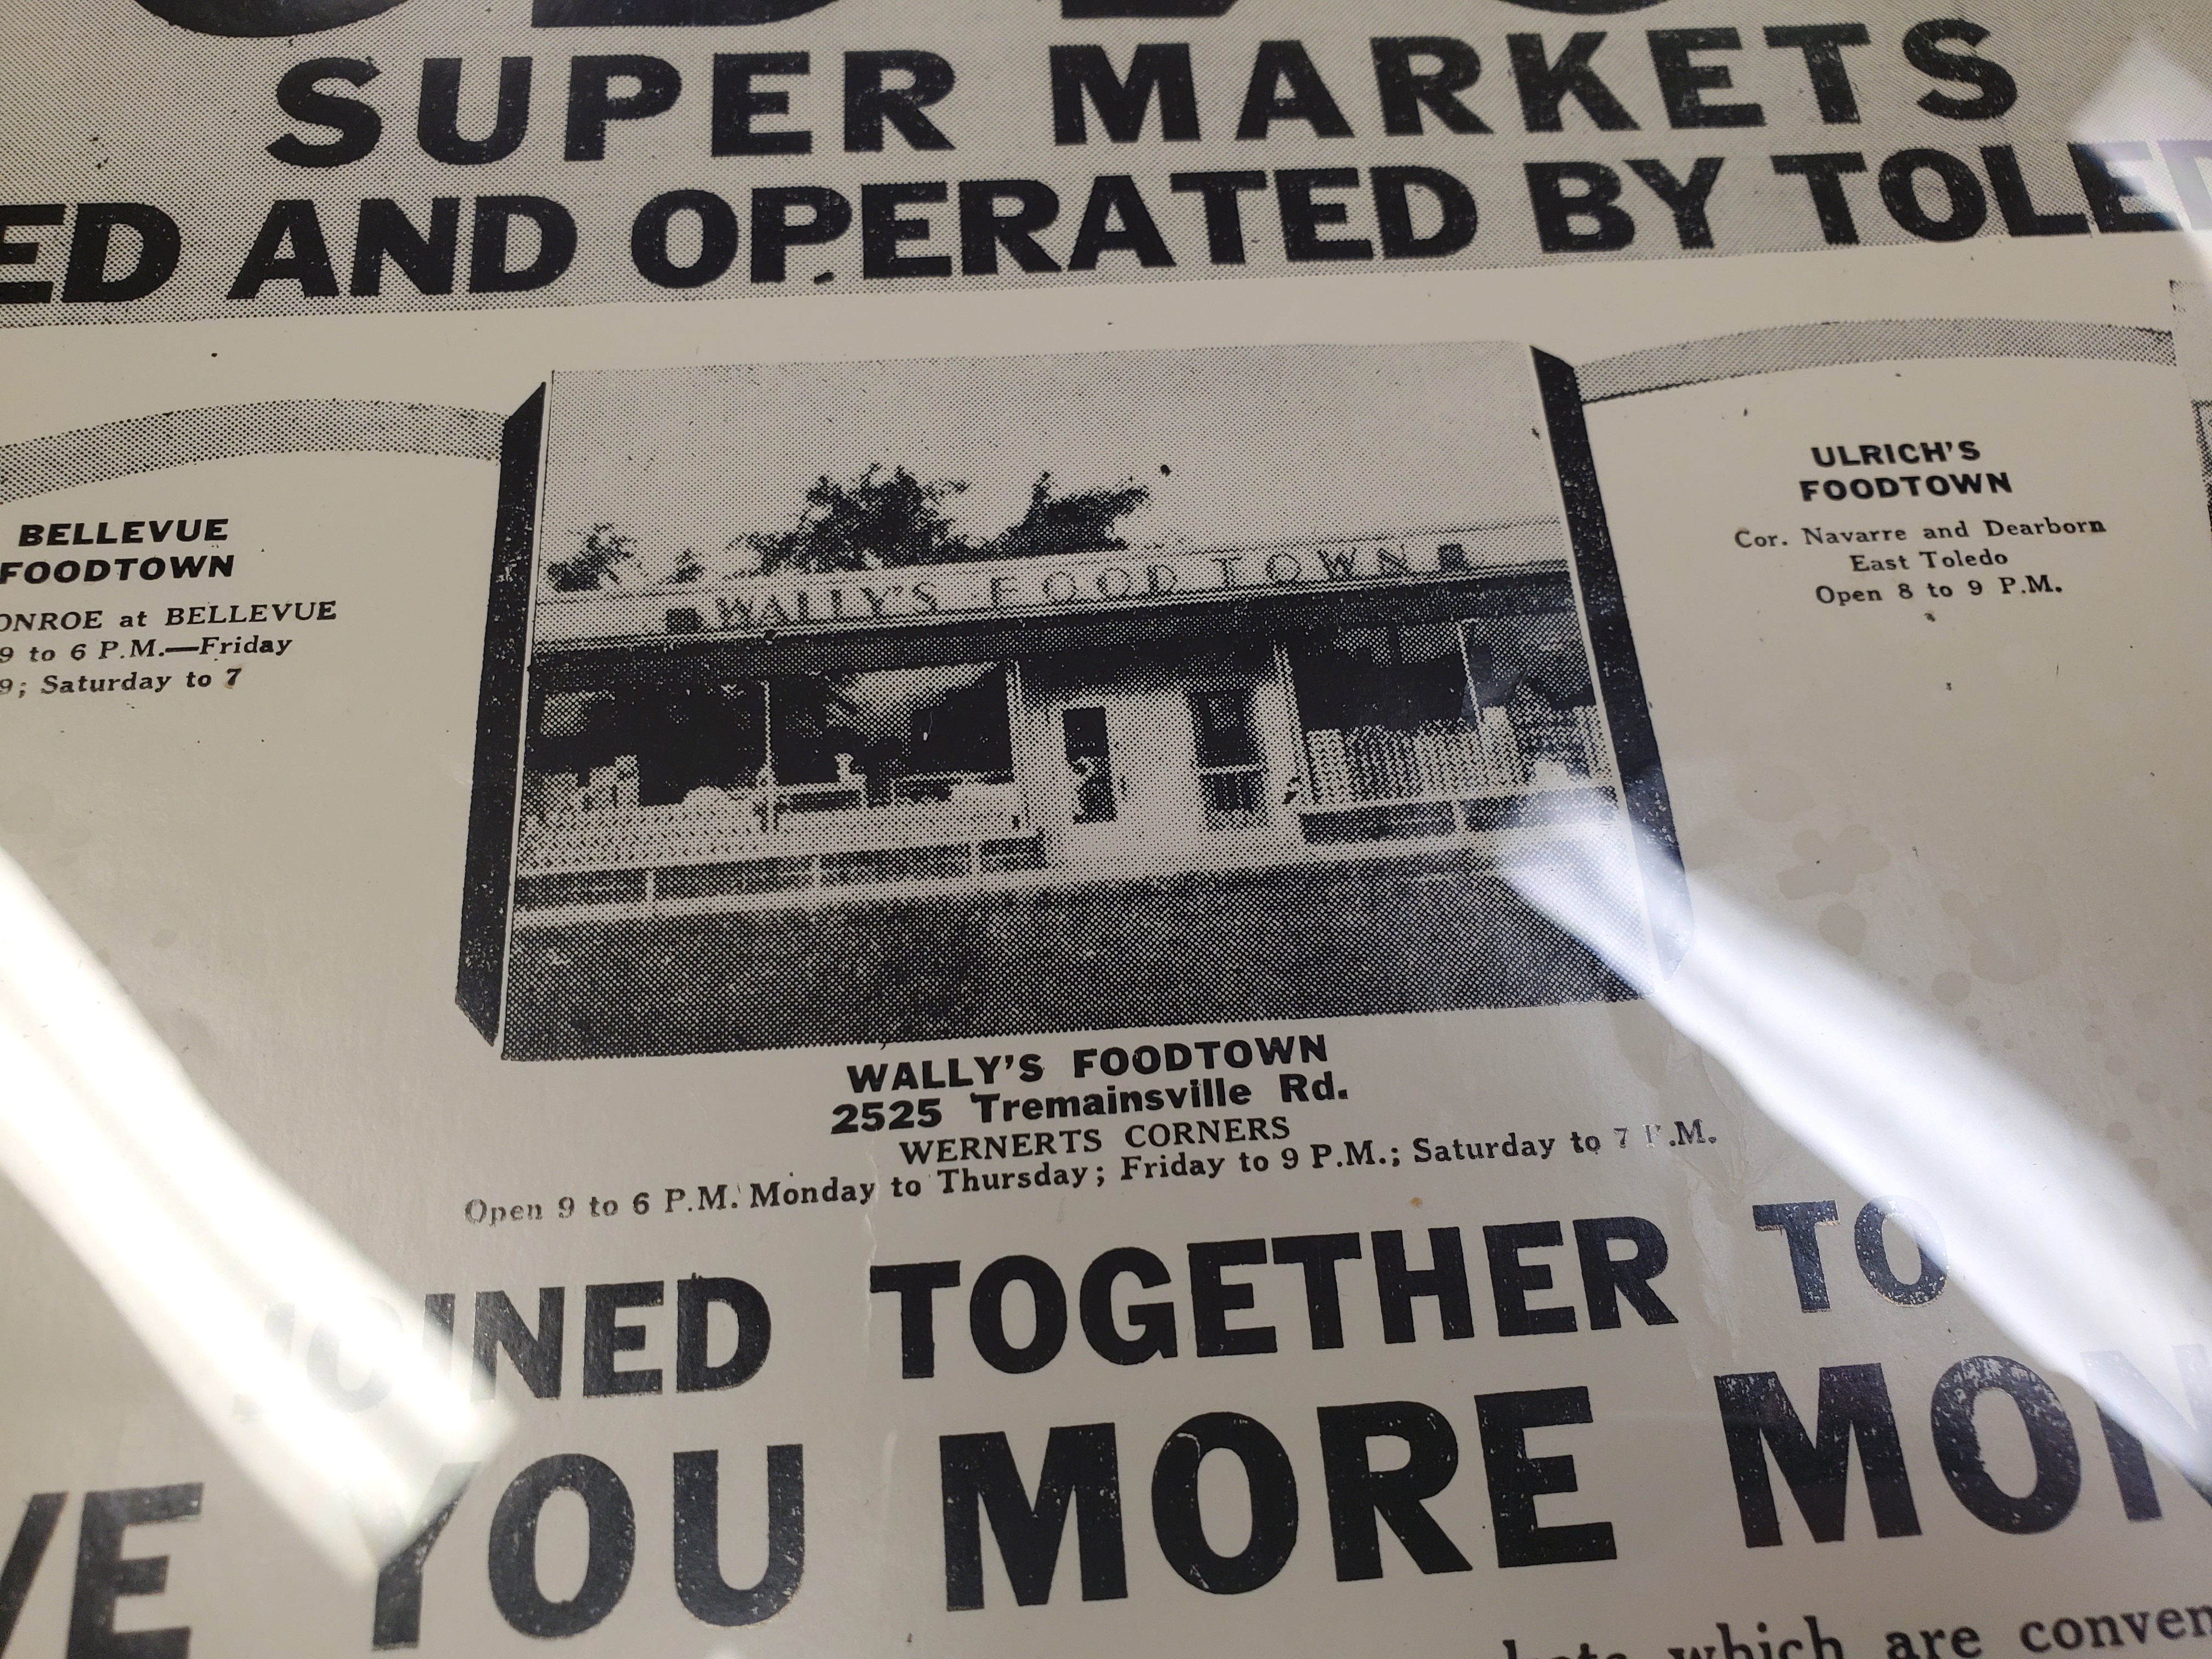 SUPER MARKETS
ED AND OPERATED BY TOLED
BELLEVUE
FOODTOWN
ONROE at BELLEVUE
9 to 6 P.M.—Friday
9; Saturday to 7
WALLY'S FOOD TOWN
ULRICH'S
FOODTOWN
Cor. Navarre and Dearborn
East Toledo
Open 8 to 9 P.M.
WALLY'S FOODTOWN
2525 Tremainsville Rd.
WERNERTS CORNERS
Open 9 to 6 P.M. Monday to Thursday; Friday to 9 P.M.; Saturday to 7 P.M.
JOINED TOGETHER TO
VE YOU MORE MON
kets which are conven